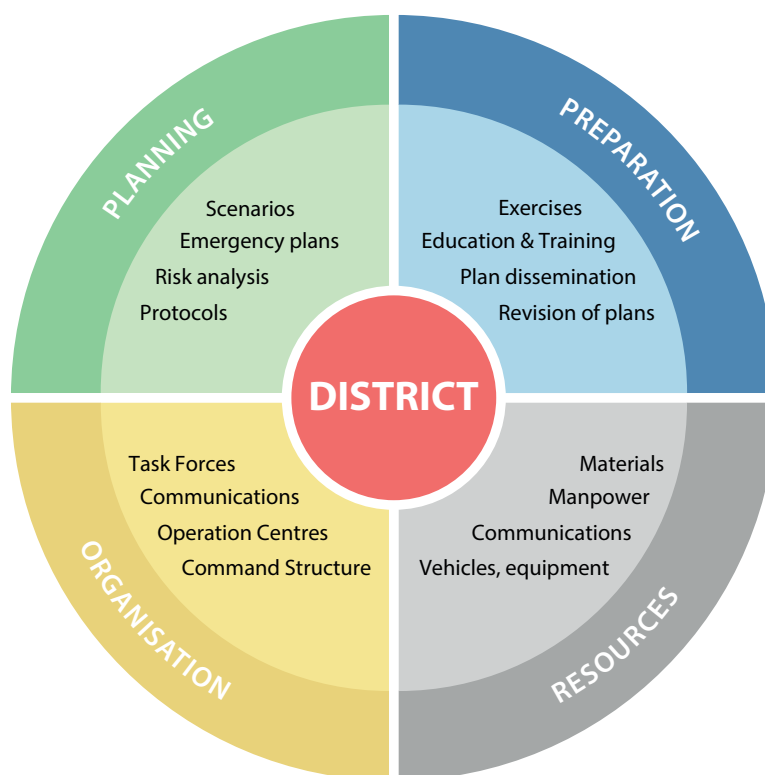 PLANNING
Scenarios
Emergency plans
Risk analysis
Protocols
PREPARATION
Exercises
Education & Training
Plan dissemination
Revision of plans
DISTRICT
Task Forces
Communications
Operation Centres
Command Structure
ORGANISATION
Materials
Manpower
Communications
Vehicles, equipment
RESOURCES